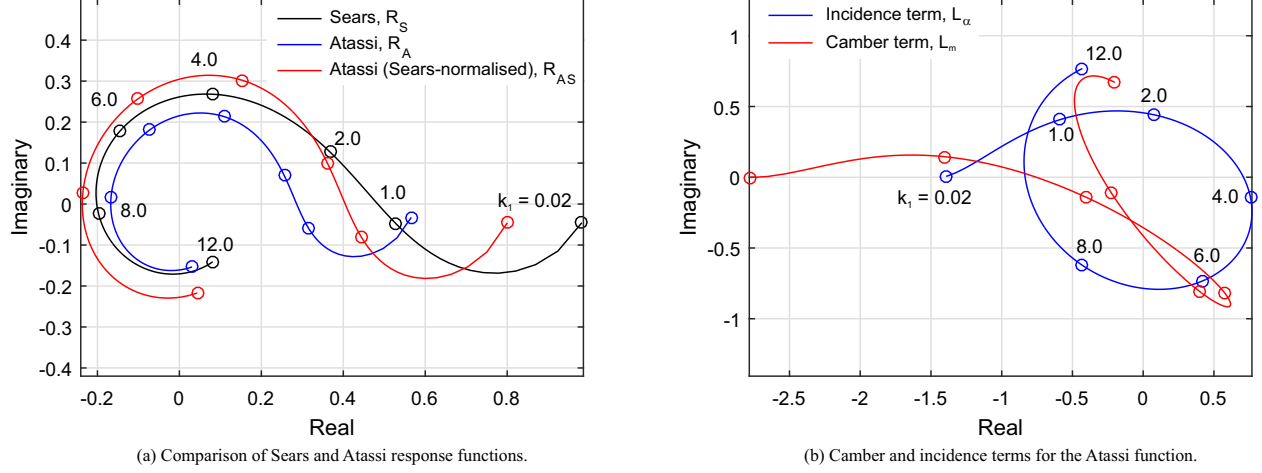 Sears, R_S
Atassi, R_A
Atassi (Sears-normalised), R_AS
0.4
0.3
0.2
0.1
0
-0.1
-0.2
-0.3
-0.4
Imaginary
4.0
6.0
2.0
1.0
k_1 = 0.02
8.0
12.0
-0.2 0 0.2 0.4 0.6 0.8
Real
(a) Comparison of Sears and Atassi response functions.
Incidence term, L_α
Camber term, L_m
1
0.5
0
-0.5
-1
Imaginary
12.0
2.0
1.0
k_1 = 0.02
4.0
8.0
6.0
-2.5 -2 -1.5 -1 -0.5 0 0.5
Real
(b) Camber and incidence terms for the Atassi function.